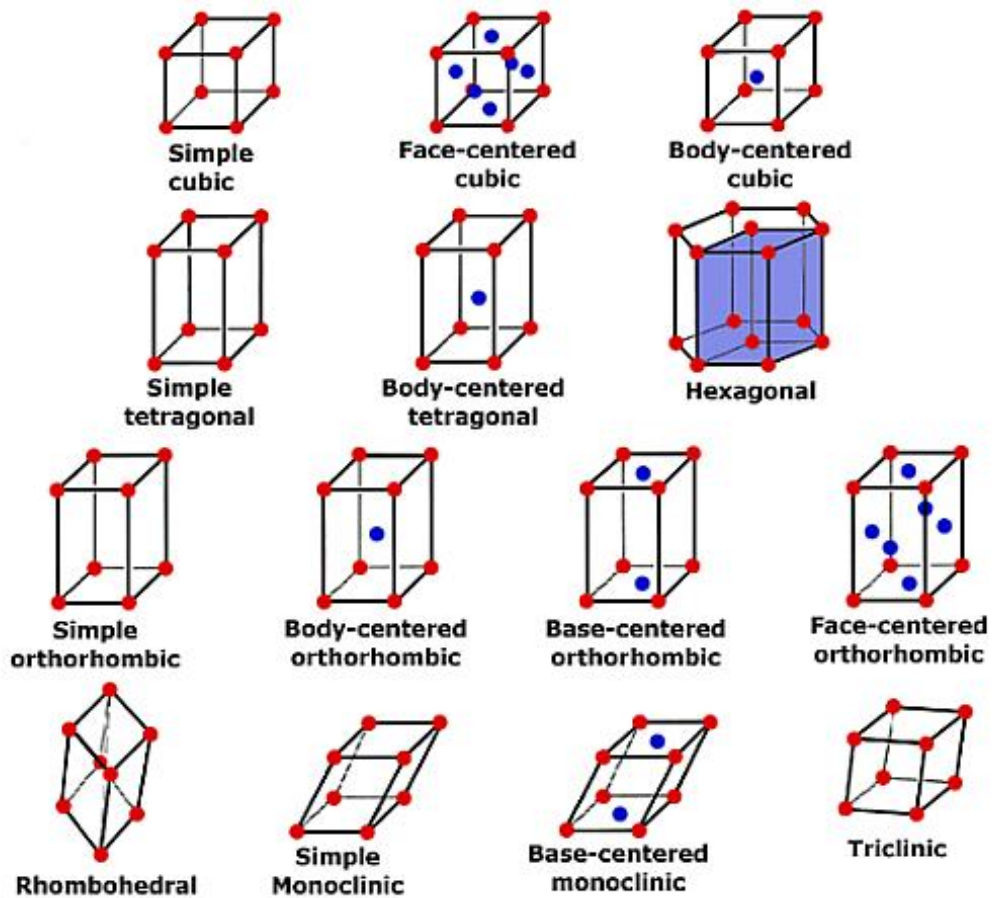 Simple
cubic
Face-centered
cubic
Body-centered
cubic
Simple
tetragonal
Body-centered
tetragonal
Hexagonal
Simple
orthorhombic
Body-centered
orthorhombic
Base-centered
orthorhombic
Face-centered
orthorhombic
Rhombohedral
Simple
Monoclinic
Base-centered
monoclinic
Triclinic